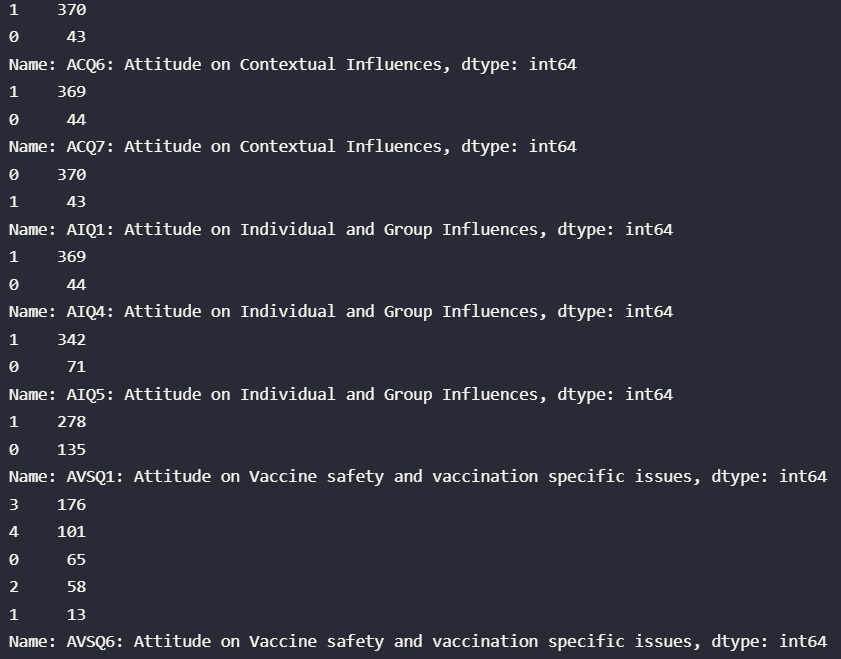 1    370
0     43
Name: ACQ6: Attitude on Contextual Influences, dtype: int64
1    369
0     44
Name: ACQ7: Attitude on Contextual Influences, dtype: int64
0    370
1     43
Name: AIQ1: Attitude on Individual and Group Influences, dtype: int64
1    369
0     44
Name: AIQ4: Attitude on Individual and Group Influences, dtype: int64
1    342
0     71
Name: AIQ5: Attitude on Individual and Group Influences, dtype: int64
1    278
0    135
Name: AVSQ1: Attitude on Vaccine safety and vaccination specific issues, dtype: int64
3    176
4    101
0     65
2     58
1     13
Name: AVSQ6: Attitude on Vaccine safety and vaccination specific issues, dtype: int64